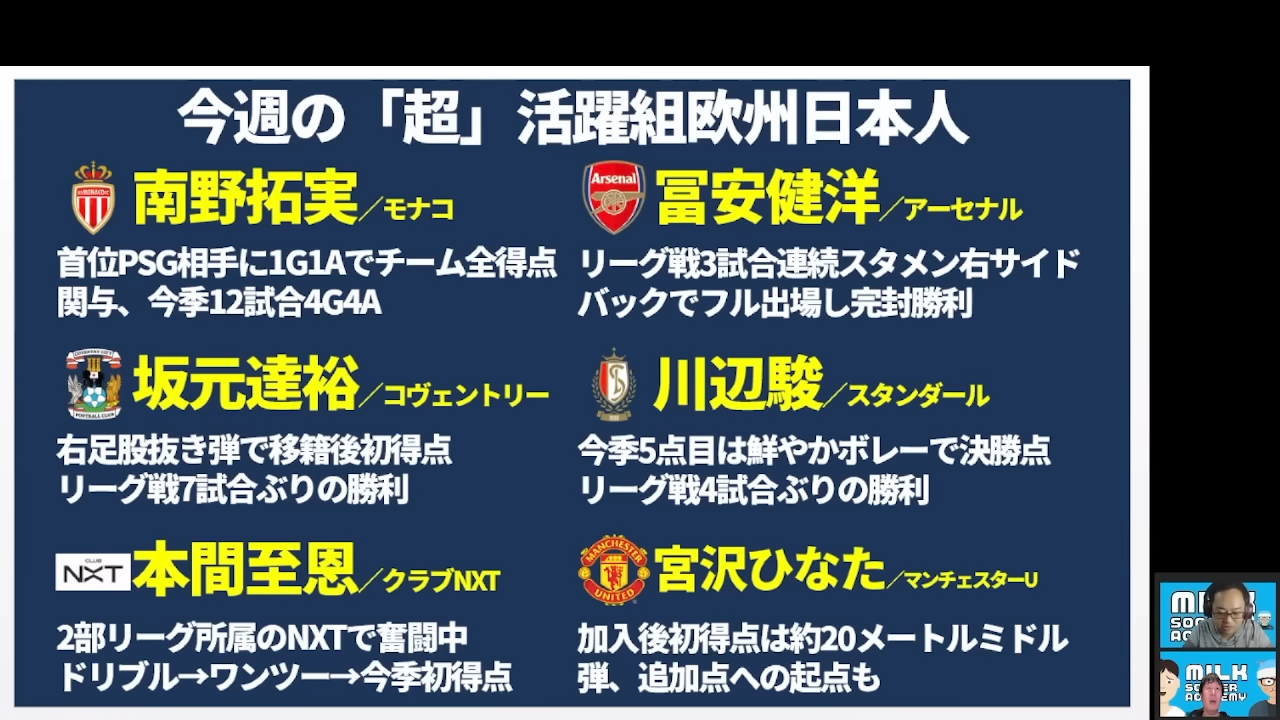 今週の「超」活躍組欧州日本人
南野拓実／モナコ
首位PSG相手に1G1Aでチーム全得点
関与、今季12試合4G4A
Arsenal
冨安健洋／アーセナル
リーグ戦3試合連続スタメン右サイド
バックでフル出場し完封勝利
坂元達裕／コヴェントリー
右足股抜き弾で移籍後初得点
リーグ戦7試合ぶりの勝利
川辺駿／スタンダール
今季5点目は鮮やかボレーで決勝点
リーグ戦4試合ぶりの勝利
CLUB
NXT
本間至恩／クラブNXT
2部リーグ所属のNXTで奮闘中
ドリブル→ワンツー→今季初得点
MANCHESTER
UNITED
宮沢ひなた／マンチェスターU
加入後初得点は約20メートルミドル
弾、追加点への起点も
MILK
SOCCER
ACADEMY